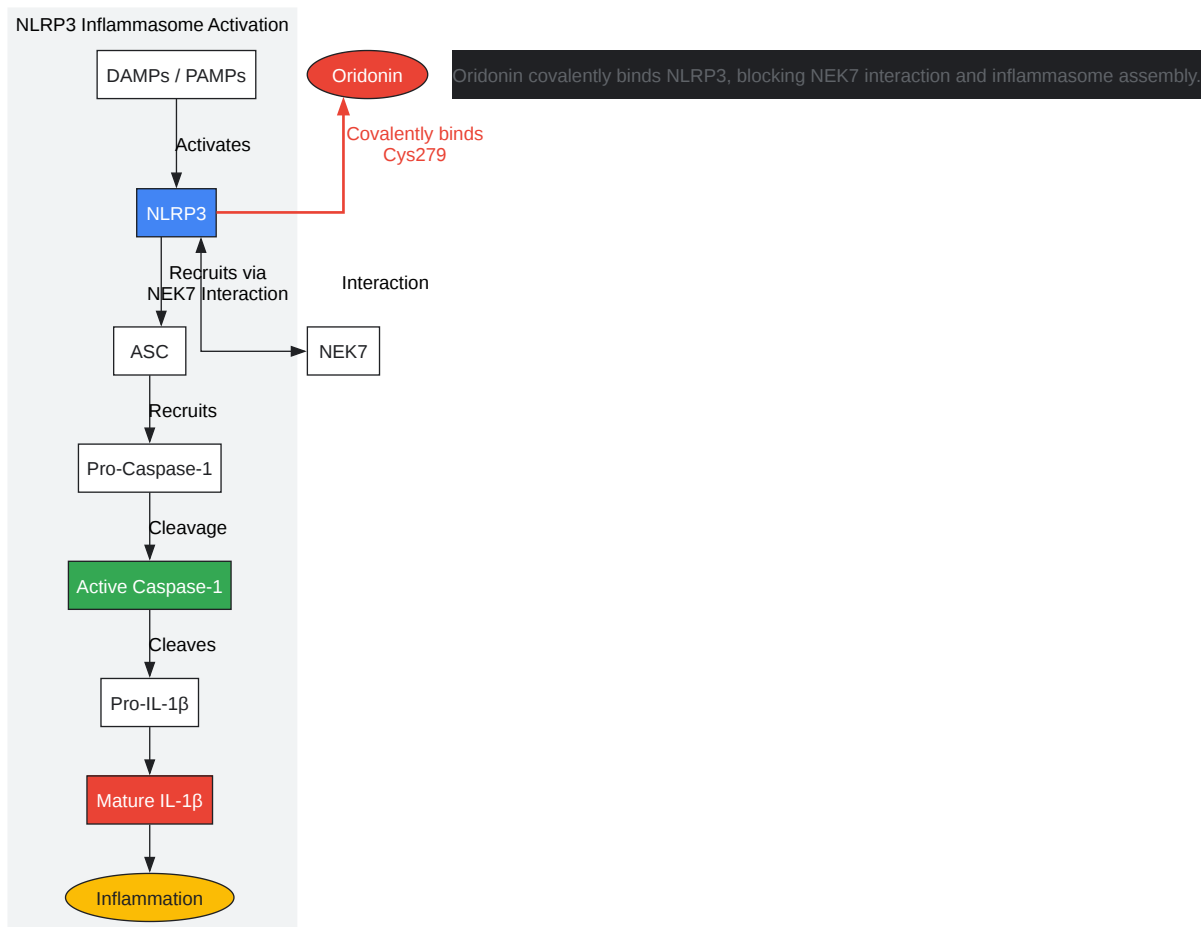 NLRP3 Inflammasome Activation
DAMPs / PAMPs
Oridonin
Oridonin covalently binds NLRP3, blocking NEK7 interaction and inflammasome assembly.
Activates
Covalently binds
Cys279
NLRP3
Recruits via
NEK7 Interaction
Interaction
ASC
NEK7
Recruits
Pro-Caspase-1
Cleavage
Active Caspase-1
Cleaves
Pro-IL-1β
Mature IL-1β
Inflammation